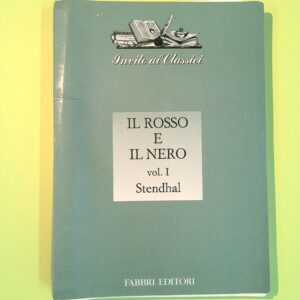 Invito ai Classici
IL ROSSO
E
IL NERO
vol. I
Stendhal
FABBRI EDITORI